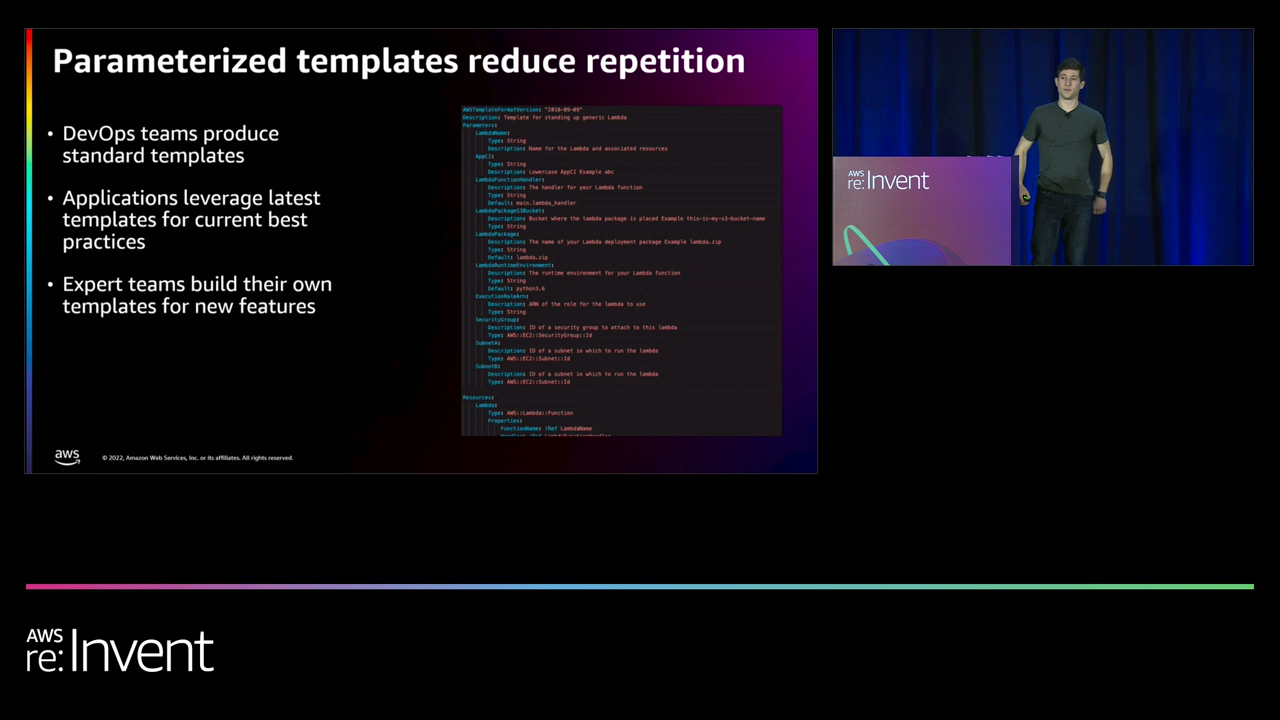 Parameterized templates reduce repetition
• DevOps teams produce
standard templates
• Applications leverage latest
templates for current best
practices
• Expert teams build their own
templates for new features
AWSTemplateFormatVersion: "2010-09-09"
Description: Template for standing up generic Lambda
Parameters:
LambdaName:
Type: String
Description: Name for the Lambda and associated resources
AppCI:
Type: String
Description: Lowercase AppCI Example abc
LambdaFunctionHandler:
Description: The handler for your Lambda function
Type: String
Default: main.lambda_handler
LambdaPackageS3Bucket:
Description: Bucket where the lambda package is placed Example this-is-my-s3-bucket-name
Type: String
LambdaPackage:
Description: The name of your Lambda deployment package Example lambda.zip
Type: String
Default: lambda.zip
LambdaRuntimeEnvironment:
Description: The runtime environment for your Lambda function
Type: String
Default: python3.6
ExecutionRoleArn:
Description: ARN of the role for the lambda to use
Type: String
SecurityGroup:
Description: ID of a security group to attach to this lambda
Type: AWS::EC2::SecurityGroup::Id
SubnetA:
Description: ID of a subnet in which to run the lambda
Type: AWS::EC2::Subnet::Id
SubnetB:
Description: ID of a subnet in which to run the lambda
Type: AWS::EC2::Subnet::Id
Resources:
Lambda:
Type: AWS::Lambda::Function
Properties:
FunctionName: !Ref LambdaName
aws
© 2022, Amazon Web Services, Inc. or its affiliates. All rights reserved.
AWS
re:Invent
AWS
re:Invent